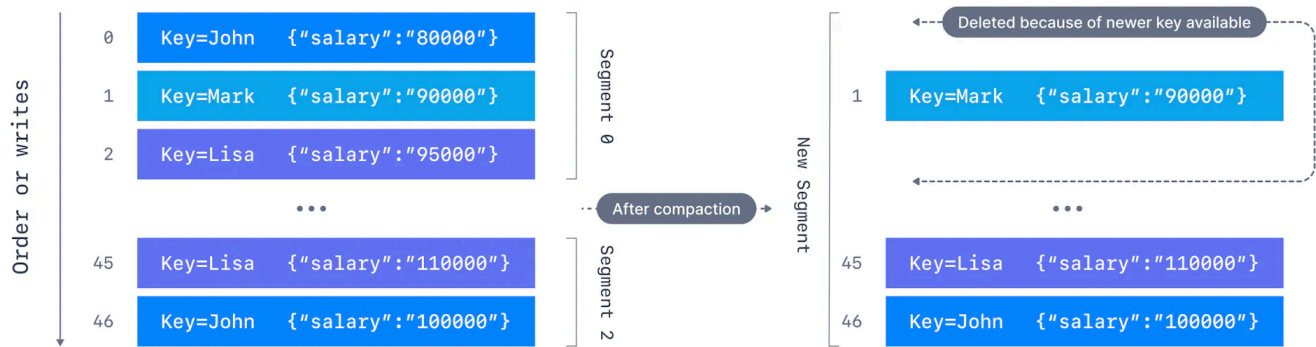 Order or writes
0 Key=John {“salary”:”80000”}
1 Key=Mark {“salary”:”90000”}
2 Key=Lisa {“salary”:”95000”}
Segment 0
•••
45 Key=Lisa {“salary”:”110000”}
46 Key=John {“salary”:”100000”}
Segment 2
After compaction
New Segment
Deleted because of newer key available
1 Key=Mark {“salary”:”90000”}
•••
45 Key=Lisa {“salary”:”110000”}
46 Key=John {“salary”:”100000”}